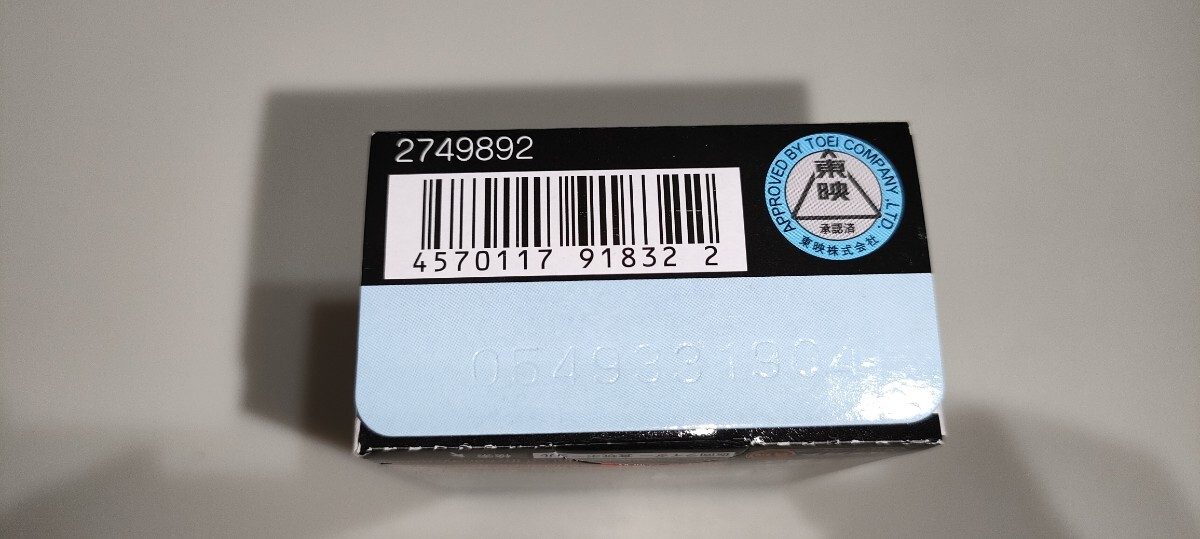 2749892
4570117 91832 2
APPROVED BY TOEI COMPANY ,LTD.
東映
承認済
東映株式会社